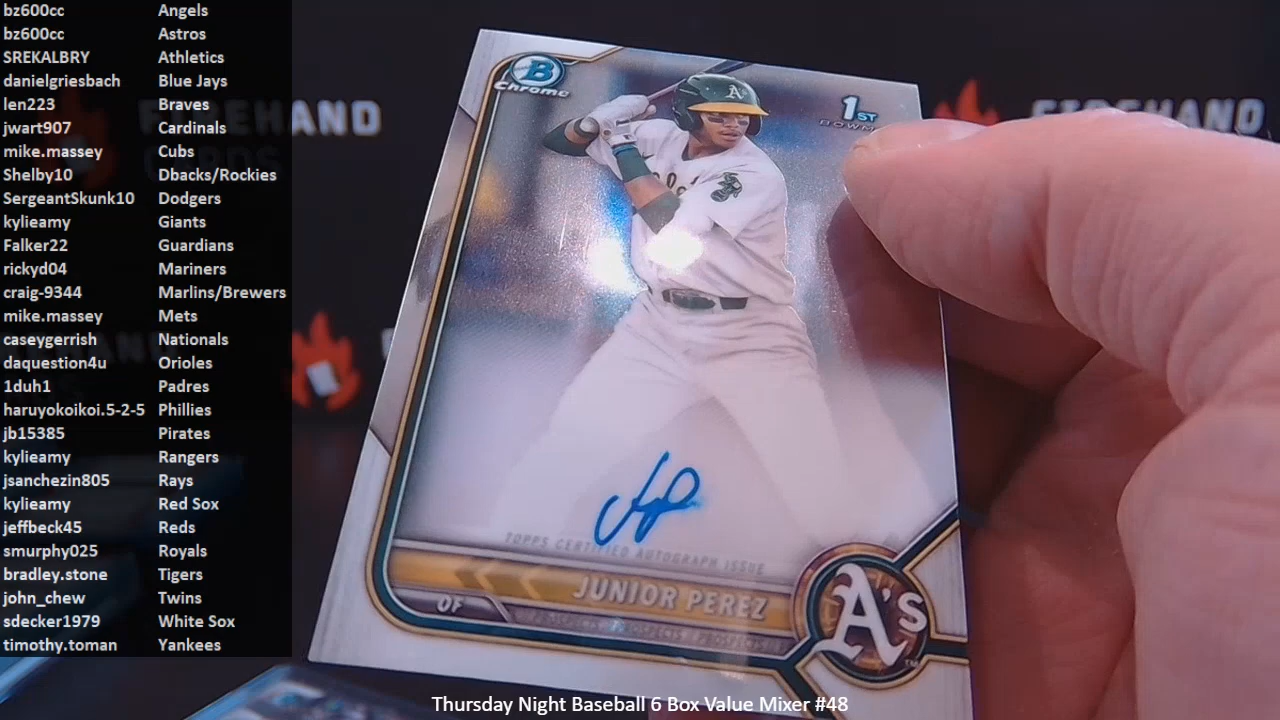 bz600cc Angels
bz600cc Astros
SREKALBRY Athletics
danielgriesbach Blue Jays
len223 Braves
jwart907 Cardinals
mike.massey Cubs
Shelby10 Dbacks/Rockies
SergeantSkunk10 Dodgers
kylieamy Giants
Falker22 Guardians
rickyd04 Mariners
craig-9344 Marlins/Brewers
mike.massey Mets
caseygerrish Nationals
daquestion4u Orioles
1duh1 Padres
haruyokoikoi.5-2-5 Phillies
jb15385 Pirates
kylieamy Rangers
jsanchezin805 Rays
kylieamy Red Sox
jeffbeck45 Reds
smurphy025 Royals
bradley.stone Tigers
john_chew Twins
sdecker1979 White Sox
timothy.toman Yankees
FIREHAND
CARDS
FIREHAND
B
Chrome
1ST
A's
TOPPS CERTIFIED AUTOGRAPH ISSUE
JUNIOR PEREZ
OF
A's
TM
Thursday Night Baseball 6 Box Value Mixer #48